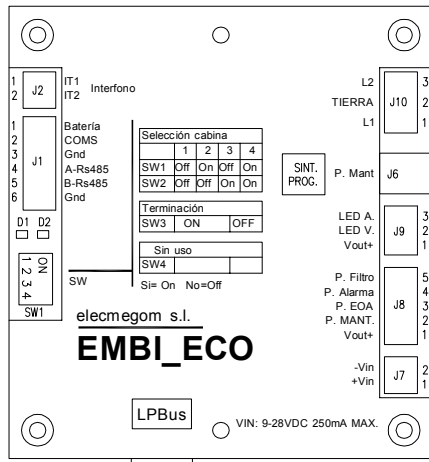 1 IT1
2 J2 IT2 Interfono
1 Batería
2 COMS
3 J1 Gnd
4 A-Rs485
5 B-Rs485
6 Gnd
D1 D2
ON
1 2 3 4
SW1
SW
Selección cabina
1 2 3 4
SW1 Off On Off On
SW2 Off Off On On
Terminación
SW3 ON OFF
Sin uso
SW4
Si= On No=Off
SINT.
PROG.
L2 3
TIERRA J10 2
L1 1
P. Mant J6
LED A. 3
LED V. J9 2
Vout+ 1
P. Filtro 5
P. Alarma 4
P. EOA J8 3
P. MANT. 2
Vout+ 1
-Vin J7 2
+Vin 1
elecmegom s.l.
EMBI_ECO
LPBus
VIN: 9-28VDC 250mA MAX.